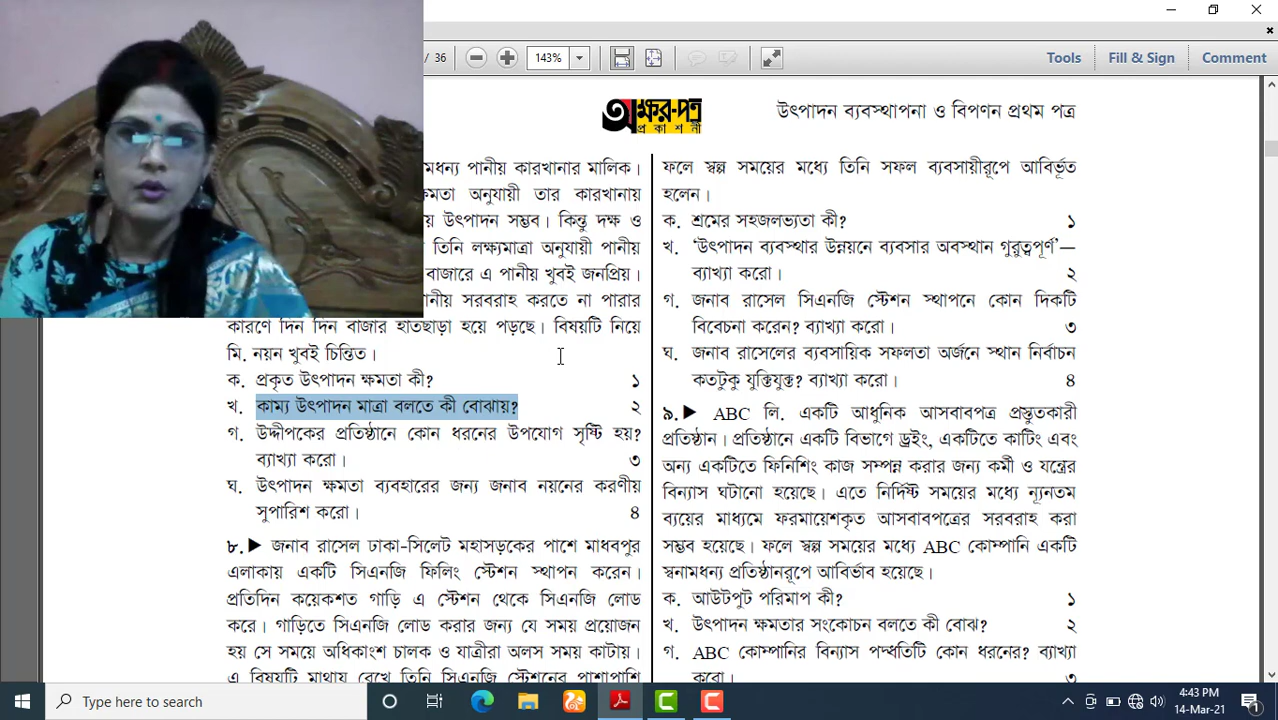 / 36
143%
Tools
Fill & Sign
Comment
অক্ষর-পত্র
প্রকাশনী
উৎপাদন ব্যবস্থাপনা ও বিপণন প্রথম পত্র
মধন্য পানীয় কারখানার মালিক।
ক্ষমতা অনুযায়ী তার কারখানায়
য় উৎপাদন সম্ভব। কিন্তু দক্ষ ও
তিনি লক্ষ্যমাত্রা অনুযায়ী পানীয়
বাজারে এ পানীয় খুবই জনপ্রিয়।
ানীয় সরবরাহ করতে না পারার
কারণে দিন দিন বাজার হাতছাড়া হয়ে পড়ছে। বিষয়টি নিয়ে
মি. নয়ন খুবই চিন্তিত।
ক. প্রকৃত উৎপাদন ক্ষমতা কী? ১
খ. কাম্য উৎপাদন মাত্রা বলতে কী বোঝায়? ২
গ. উদ্দীপকের প্রতিষ্ঠানে কোন ধরনের উপযোগ সৃষ্টি হয়?
ব্যাখ্যা করো। ৩
ঘ. উৎপাদন ক্ষমতা ব্যবহারের জন্য জনাব নয়নের করণীয়
সুপারিশ করো। ৪
৮.► জনাব রাসেল ঢাকা-সিলেট মহাসড়কের পাশে মাধবপুর
এলাকায় একটি সিএনজি ফিলিং স্টেশন স্থাপন করেন।
প্রতিদিন কয়েকশত গাড়ি এ স্টেশন থেকে সিএনজি লোড
করে। গাড়িতে সিএনজি লোড করার জন্য যে সময় প্রয়োজন
হয় সে সময়ে অধিকাংশ চালক ও যাত্রীরা অলস সময় কাটায়।
এ বিষয়টি মাথায় রেখে তিনি সিএনজি স্টেশনের পাশাপাশি
ফলে স্বল্প সময়ের মধ্যে তিনি সফল ব্যবসায়ীরূপে আবির্ভূত
হলেন।
ক. শ্রমের সহজলভ্যতা কী? ১
খ. ‘উৎপাদন ব্যবস্থার উন্নয়নে ব্যবসার অবস্থান গুরুত্বপূর্ণ’—
ব্যাখ্যা করো। ২
গ. জনাব রাসেল সিএনজি স্টেশন স্থাপনে কোন দিকটি
বিবেচনা করেন? ব্যাখ্যা করো। ৩
ঘ. জনাব রাসেলের ব্যবসায়িক সফলতা অর্জনে স্থান নির্বাচন
কতটুকু যুক্তিযুক্ত? ব্যাখ্যা করো। ৪
৯.► ABC লি. একটি আধুনিক আসবাবপত্র প্রস্তুতকারী
প্রতিষ্ঠান। প্রতিষ্ঠানে একটি বিভাগে ড্রইং, একটিতে কাটিং এবং
অন্য একটিতে ফিনিশিং কাজ সম্পন্ন করার জন্য কর্মী ও যন্ত্রের
বিন্যাস ঘটানো হয়েছে। এতে নির্দিষ্ট সময়ের মধ্যে ন্যূনতম
ব্যয়ের মাধ্যমে ফরমায়েশকৃত আসবাবপত্রের সরবরাহ করা
সম্ভব হয়েছে। ফলে স্বল্প সময়ের মধ্যে ABC কোম্পানি একটি
স্বনামধন্য প্রতিষ্ঠানরূপে আবির্ভাব হয়েছে।
ক. আউটপুট পরিমাপ কী? ১
খ. উৎপাদন ক্ষমতার সংকোচন বলতে কী বোঝ? ২
গ. ABC কোম্পানির বিন্যাস পদ্ধতিটি কোন ধরনের? ব্যাখ্যা
করো। ৩
Type here to search
4:43 PM
14-Mar-21